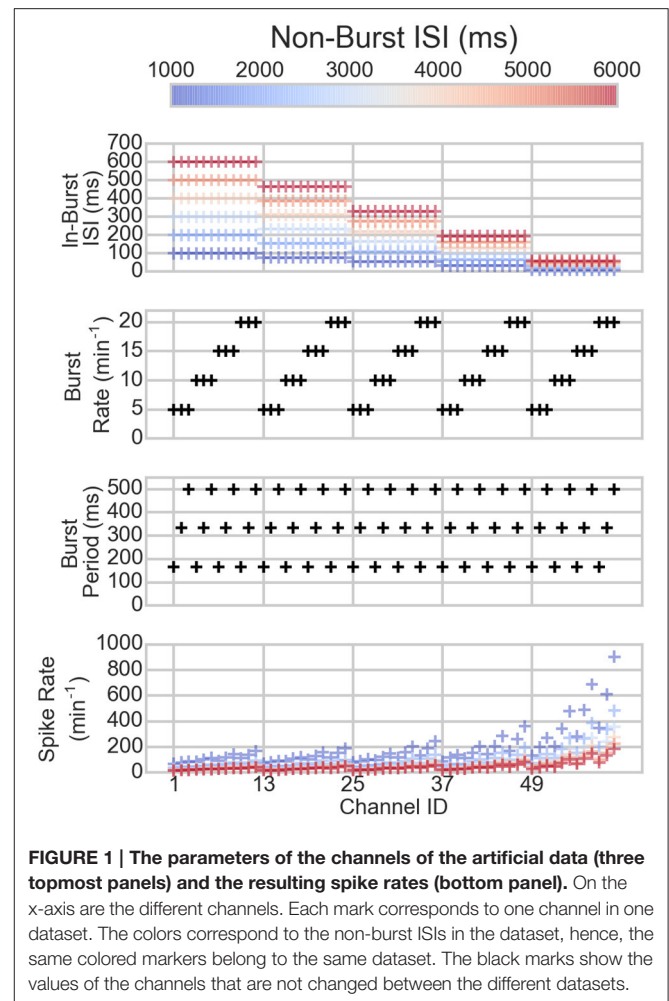 Non-Burst ISI (ms)
1000 2000 3000 4000 5000 6000
In-Burst
ISI (ms)
700
600
500
400
300
200
100
0
Burst
Rate (min⁻¹)
20
15
10
5
0
Burst
Period (ms)
500
400
300
200
100
0
Spike Rate
(min⁻¹)
1000
800
600
400
200
0
1 13 25 37 49
Channel ID
FIGURE 1 | The parameters of the channels of the artificial data (three
topmost panels) and the resulting spike rates (bottom panel). On the
x-axis are the different channels. Each mark corresponds to one channel in one
dataset. The colors correspond to the non-burst ISIs in the dataset, hence, the
same colored markers belong to the same dataset. The black marks show the
values of the channels that are not changed between the different datasets.